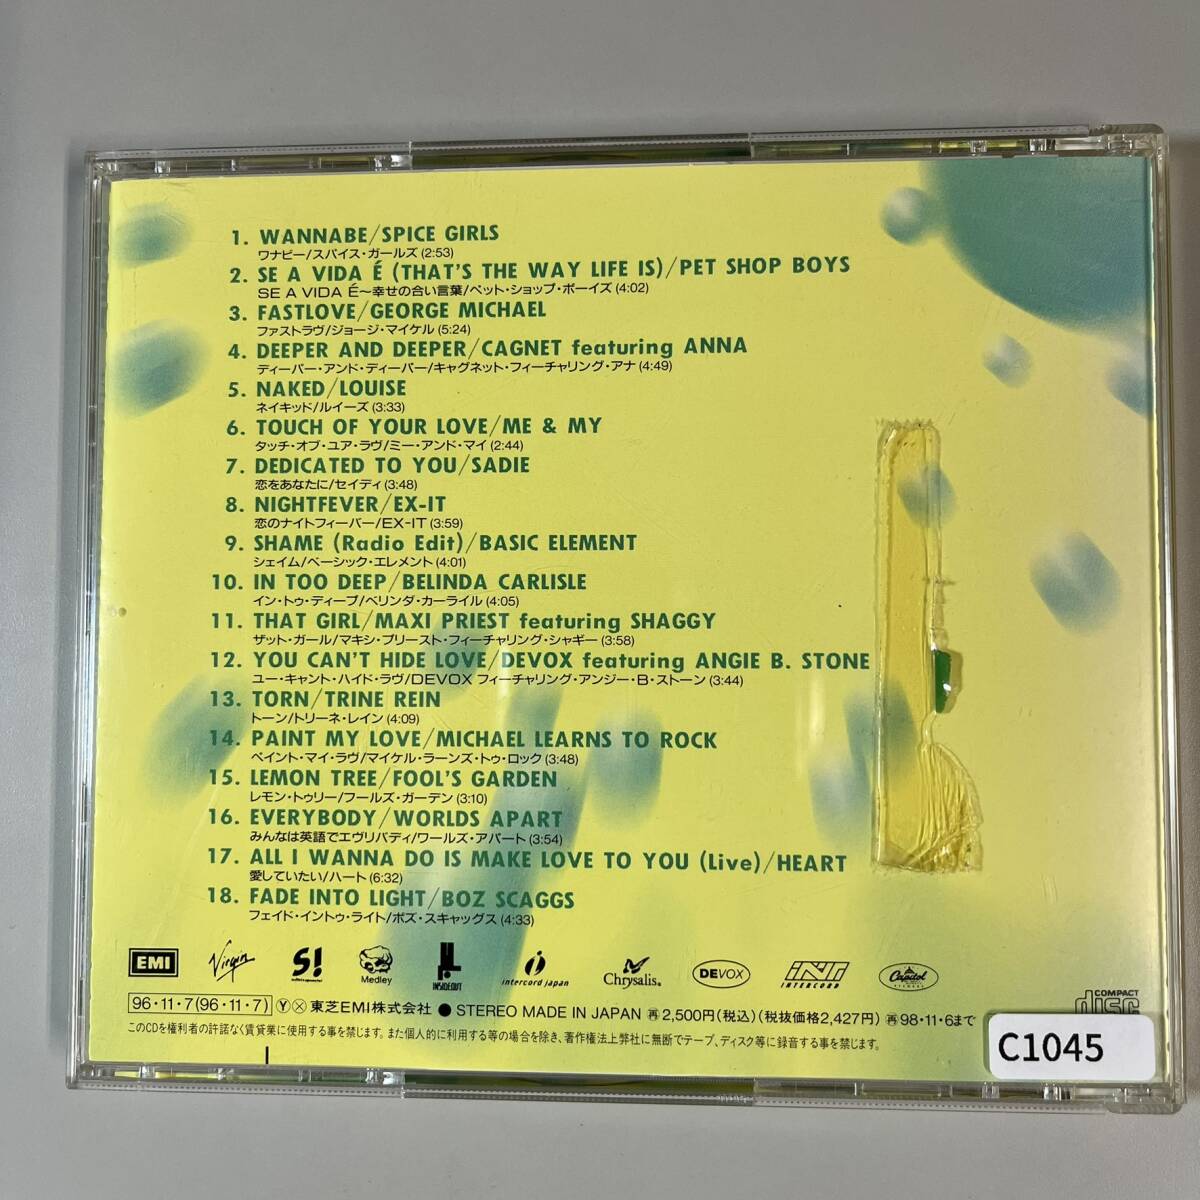 1. WANNABE/SPICE GIRLS
ワナビー/スパイス・ガールズ (2:53)
2. SE A VIDA É (THAT'S THE WAY LIFE IS)/PET SHOP BOYS
SE A VIDA É〜幸せの合い言葉/ペット・ショップ・ボーイズ (4:02)
3. FASTLOVE/GEORGE MICHAEL
ファストラヴ/ジョージ・マイケル (5:24)
4. DEEPER AND DEEPER/CAGNET featuring ANNA
ディーパー・アンド・ディーパー/キャグネット・フィーチャリング・アナ (4:49)
5. NAKED/LOUISE
ネイキッド/ルイーズ (3:33)
6. TOUCH OF YOUR LOVE/ME & MY
タッチ・オブ・ユア・ラヴ/ミー・アンド・マイ (2:44)
7. DEDICATED TO YOU/SADIE
恋をあなたに/セイディ (3:48)
8. NIGHTFEVER/EX-IT
恋のナイトフィーバー/EX-IT (3:59)
9. SHAME (Radio Edit)/BASIC ELEMENT
シェイム/ベーシック・エレメント (4:01)
10. IN TOO DEEP/BELINDA CARLISLE
イン・トゥ・ディープ/ベリンダ・カーライル (4:05)
11. THAT GIRL/MAXI PRIEST featuring SHAGGY
ザット・ガール/マキシ・プリースト・フィーチャリング・シャギー (3:58)
12. YOU CAN'T HIDE LOVE/DEVOX featuring ANGIE B. STONE
ユー・キャント・ハイド・ラヴ/DEVOX フィーチャリング・アンジー・B・ストーン (3:44)
13. TORN/TRINE REIN
トーン/トリーネ・レイン (4:09)
14. PAINT MY LOVE/MICHAEL LEARNS TO ROCK
ペイント・マイ・ラヴ/マイケル・ラーンズ・トゥ・ロック (3:48)
15. LEMON TREE/FOOL'S GARDEN
レモン・トゥリー/フールズ・ガーデン (3:10)
16. EVERYBODY/WORLDS APART
みんなは英語でエヴリバディ/ワールズ・アパート (3:54)
17. ALL I WANNA DO IS MAKE LOVE TO YOU (Live)/HEART
愛していたい/ハート (6:32)
18. FADE INTO LIGHT/BOZ SCAGGS
フェイド・イントゥ・ライト/ボズ・スキャッグス (4:33)
EMI Virgin S! Medley INSIDEOUT intercord japan Chrysalis. DEVOX INT INTERCORD Capitol RECORDS
96・11・7(96・11・7) Ⓨ Ⓧ 東芝EMI株式会社 ● STEREO MADE IN JAPAN 再 2,500円(税込)(税抜価格2,427円) 再 98・11・6まで
COMPACT disc
このCDを権利者の許諾なく賃貸業に使用する事を禁じます。また個人的に利用する等の場合を除き、著作権法上弊社に無断でテープ、ディスク等に録音する事を禁じます。
C1045